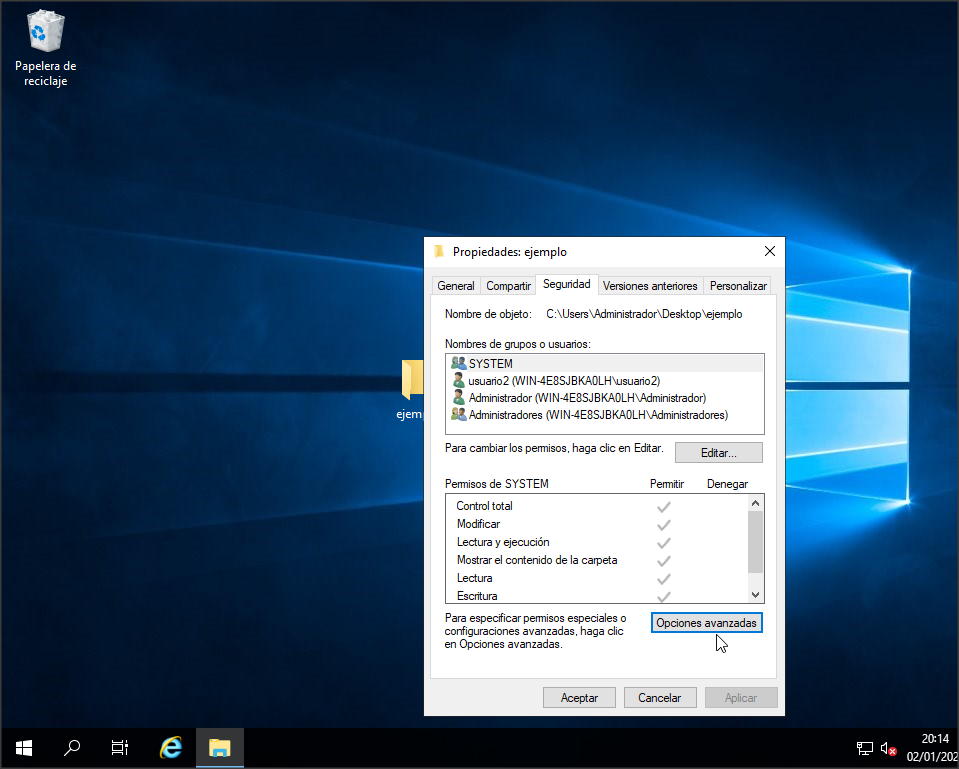 Papelera de
reciclaje
Propiedades: ejemplo
General Compartir Seguridad Versiones anteriores Personalizar
Nombre de objeto: C:\Users\Administrador\Desktop\ejemplo
Nombres de grupos o usuarios:
SYSTEM
usuario2 (WIN-4E8SJBKA0LH\usuario2)
Administrador (WIN-4E8SJBKA0LH\Administrador)
Administradores (WIN-4E8SJBKA0LH\Administradores)
ejem
Para cambiar los permisos, haga clic en Editar. Editar...
Permisos de SYSTEM Permitir Denegar
Control total
Modificar
Lectura y ejecución
Mostrar el contenido de la carpeta
Lectura
Escritura
Para especificar permisos especiales o
configuraciones avanzadas, haga clic
en Opciones avanzadas.
Opciones avanzadas
Aceptar Cancelar Aplicar
20:14
02/01/202